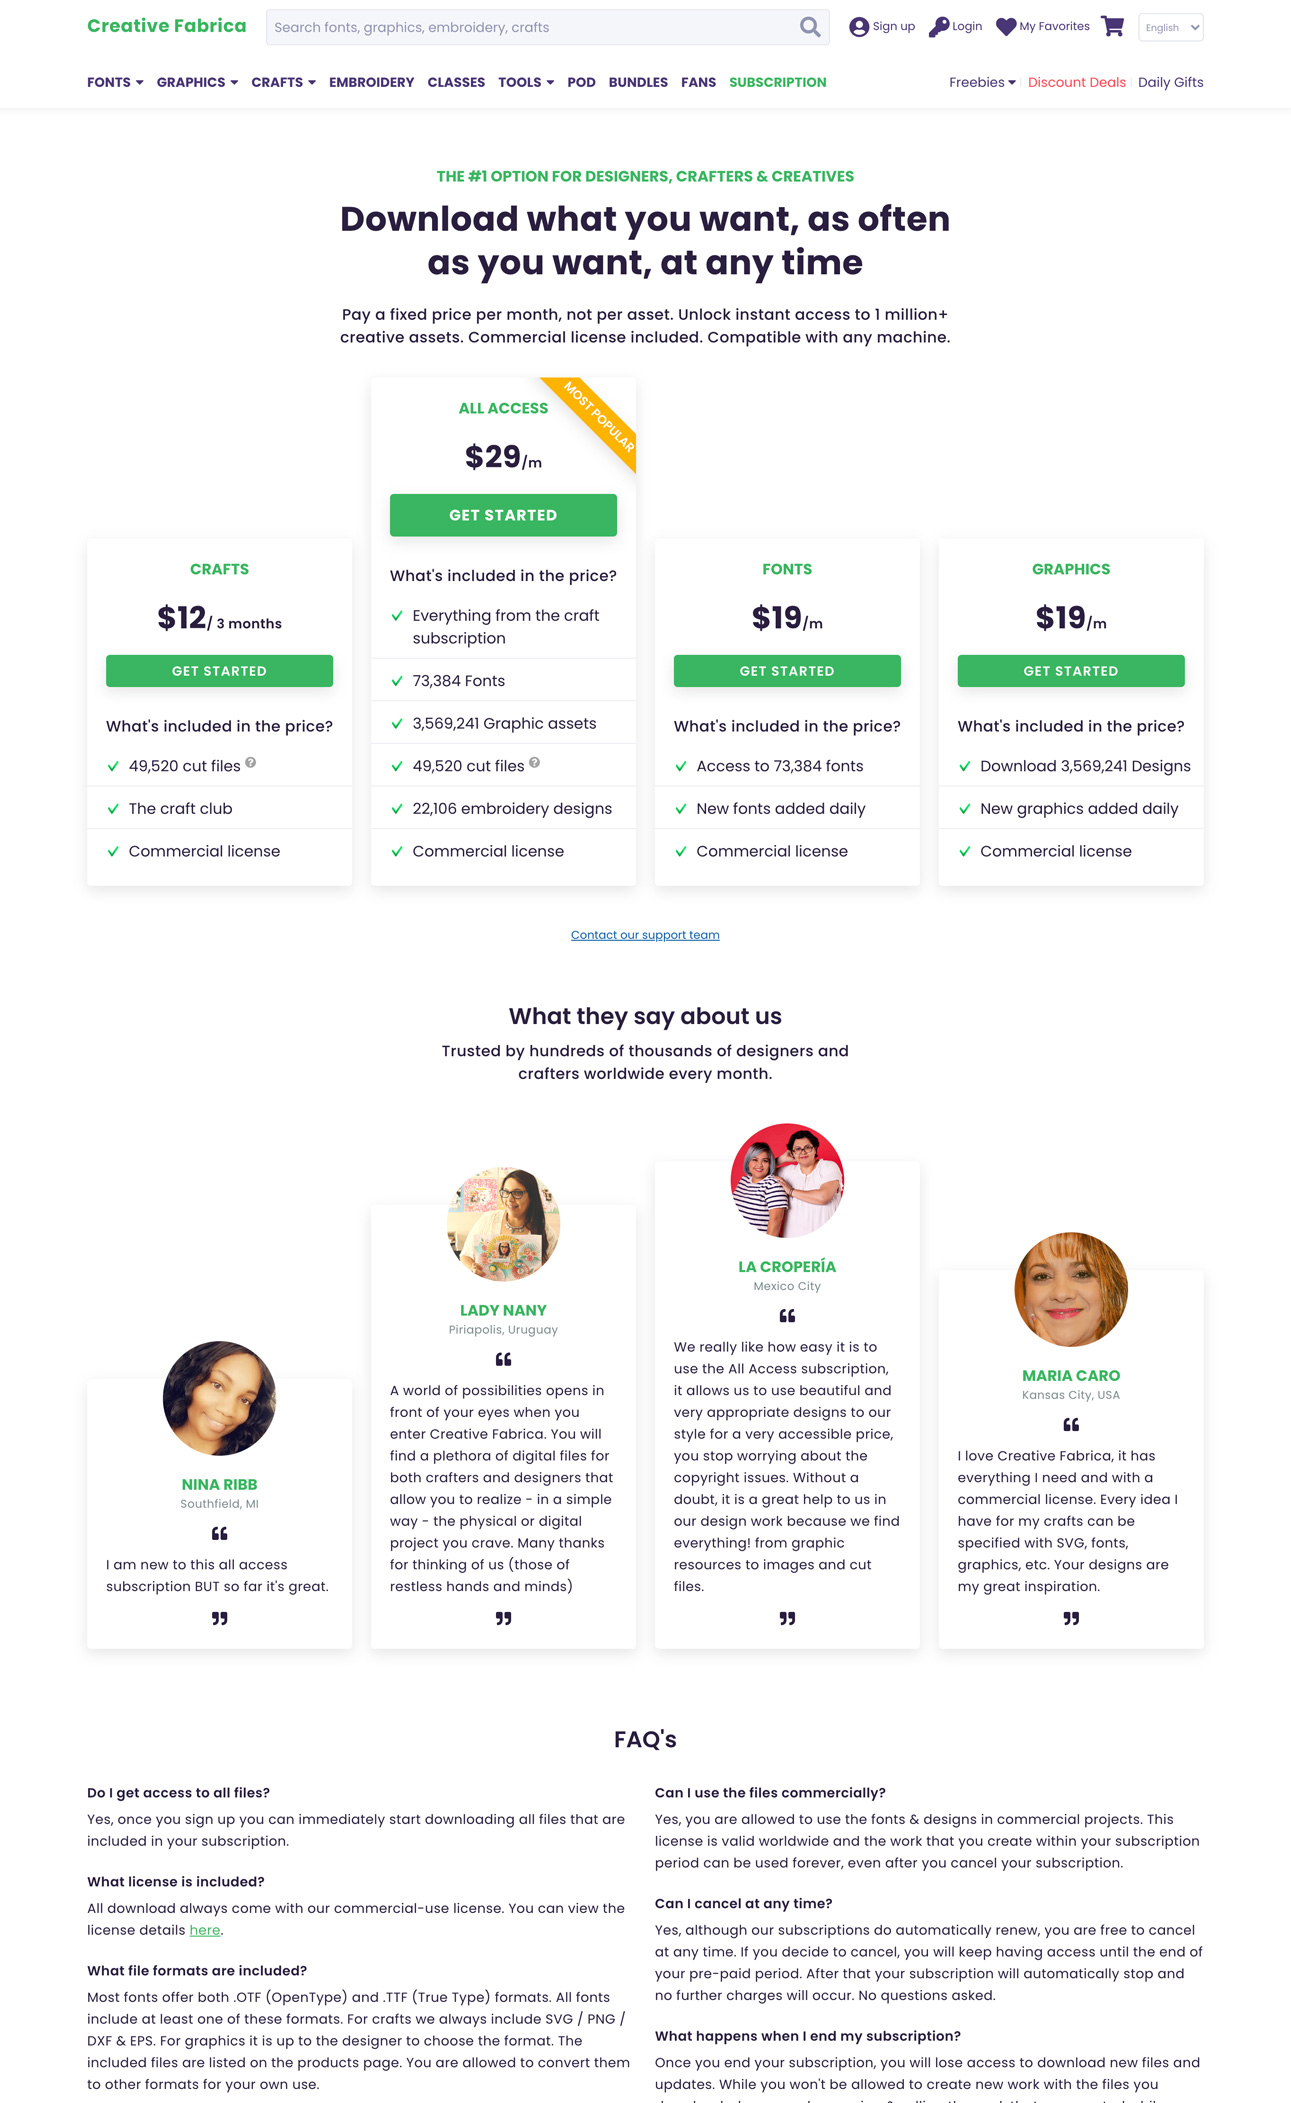 Creative Fabrica
Search fonts, graphics, embroidery, crafts
Sign up
Login
My Favorites
English
FONTS
GRAPHICS
CRAFTS
EMBROIDERY
CLASSES
TOOLS
POD
BUNDLES
FANS
SUBSCRIPTION
Freebies
Discount Deals
Daily Gifts
THE #1 OPTION FOR DESIGNERS, CRAFTERS & CREATIVES
Download what you want, as often
as you want, at any time
Pay a fixed price per month, not per asset. Unlock instant access to 1 million+
creative assets. Commercial license included. Compatible with any machine.
CRAFTS
$12/ 3 months
GET STARTED
What's included in the price?
49,520 cut files ?
The craft club
Commercial license
MOST POPULAR
ALL ACCESS
$29/m
GET STARTED
What's included in the price?
Everything from the craft
subscription
73,384 Fonts
3,569,241 Graphic assets
49,520 cut files ?
22,106 embroidery designs
Commercial license
FONTS
$19/m
GET STARTED
What's included in the price?
Access to 73,384 fonts
New fonts added daily
Commercial license
GRAPHICS
$19/m
GET STARTED
What's included in the price?
Download 3,569,241 Designs
New graphics added daily
Commercial license
Contact our support team
What they say about us
Trusted by hundreds of thousands of designers and
crafters worldwide every month.
NINA RIBB
Southfield, MI
“
I am new to this all access
subscription BUT so far it's great.
”
LADY NANY
Piriapolis, Uruguay
“
A world of possibilities opens in
front of your eyes when you
enter Creative Fabrica. You will
find a plethora of digital files for
both crafters and designers that
allow you to realize - in a simple
way - the physical or digital
project you crave. Many thanks
for thinking of us (those of
restless hands and minds)
”
LA CROPERÍA
Mexico City
“
We really like how easy it is to
use the All Access subscription,
it allows us to use beautiful and
very appropriate designs to our
style for a very accessible price,
you stop worrying about the
copyright issues. Without a
doubt, it is a great help to us in
our design work because we find
everything! from graphic
resources to images and cut
files.
”
MARIA CARO
Kansas City, USA
“
I love Creative Fabrica, it has
everything I need and with a
commercial license. Every idea I
have for my crafts can be
specified with SVG, fonts,
graphics, etc. Your designs are
my great inspiration.
”
FAQ's
Do I get access to all files?
Yes, once you sign up you can immediately start downloading all files that are
included in your subscription.
What license is included?
All download always come with our commercial-use license. You can view the
license details here.
What file formats are included?
Most fonts offer both .OTF (OpenType) and .TTF (True Type) formats. All fonts
include at least one of these formats. For crafts we always include SVG / PNG /
DXF & EPS. For graphics it is up to the designer to choose the format. The
included files are listed on the products page. You are allowed to convert them
to other formats for your own use.
Can I use the files commercially?
Yes, you are allowed to use the fonts & designs in commercial projects. This
license is valid worldwide and the work that you create within your subscription
period can be used forever, even after you cancel your subscription.
Can I cancel at any time?
Yes, although our subscriptions do automatically renew, you are free to cancel
at any time. If you decide to cancel, you will keep having access until the end of
your pre-paid period. After that your subscription will automatically stop and
no further charges will occur. No questions asked.
What happens when I end my subscription?
Once you end your subscription, you will lose access to download new files and
updates. While you won't be allowed to create new work with the files you